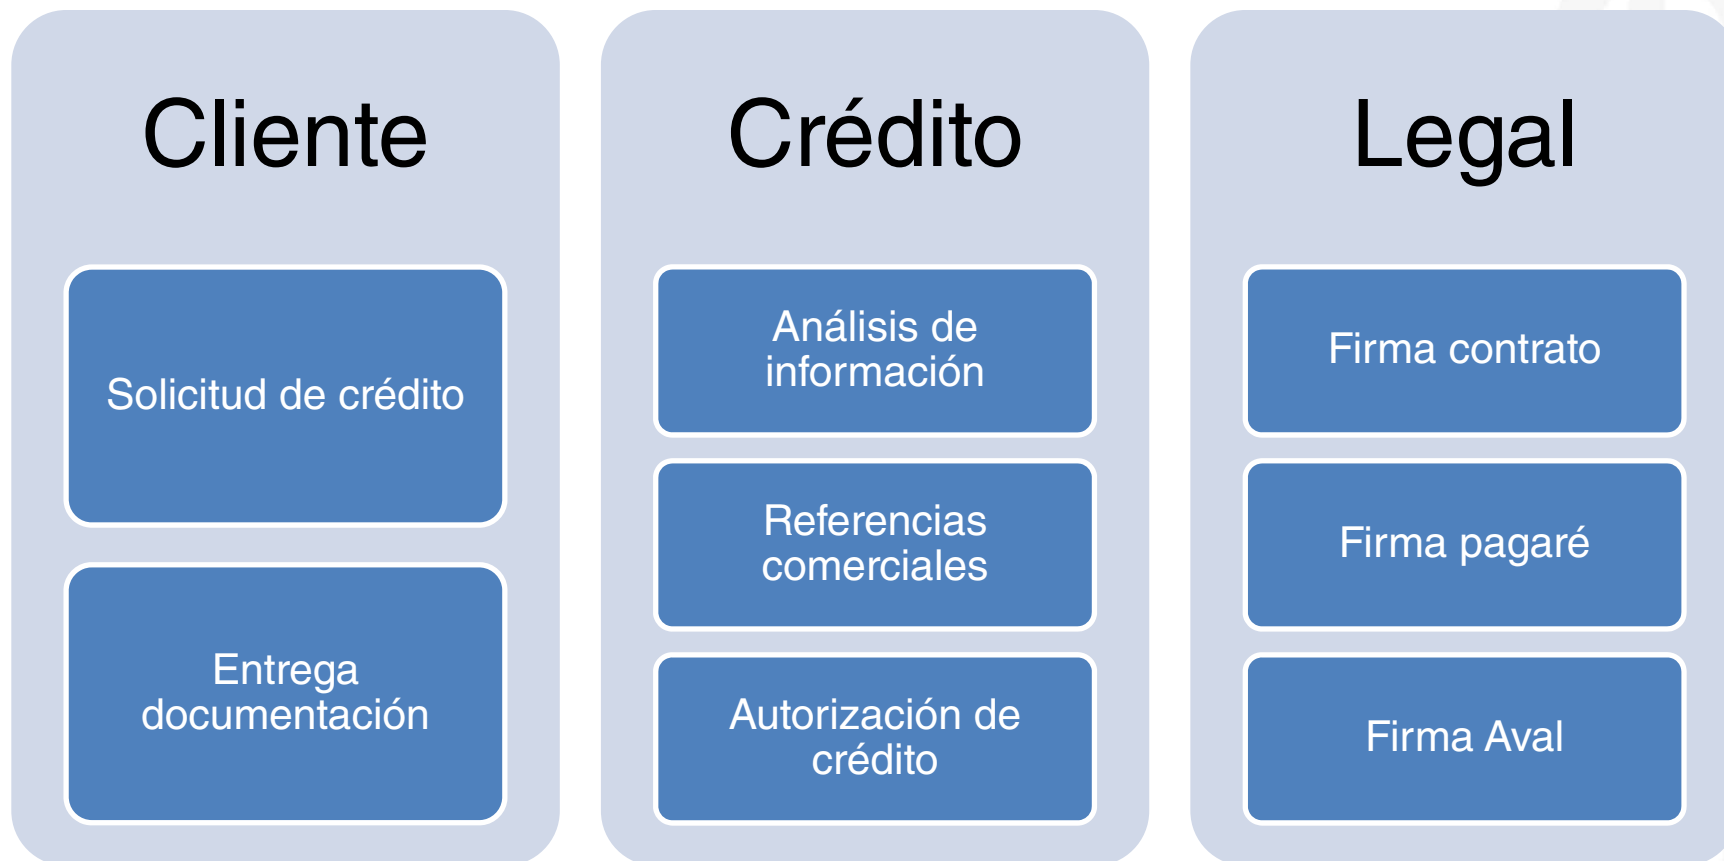 Cliente
Solicitud de crédito
Entrega
documentación
Crédito
Análisis de
información
Referencias
comerciales
Autorización de
crédito
Legal
Firma contrato
Firma pagaré
Firma Aval